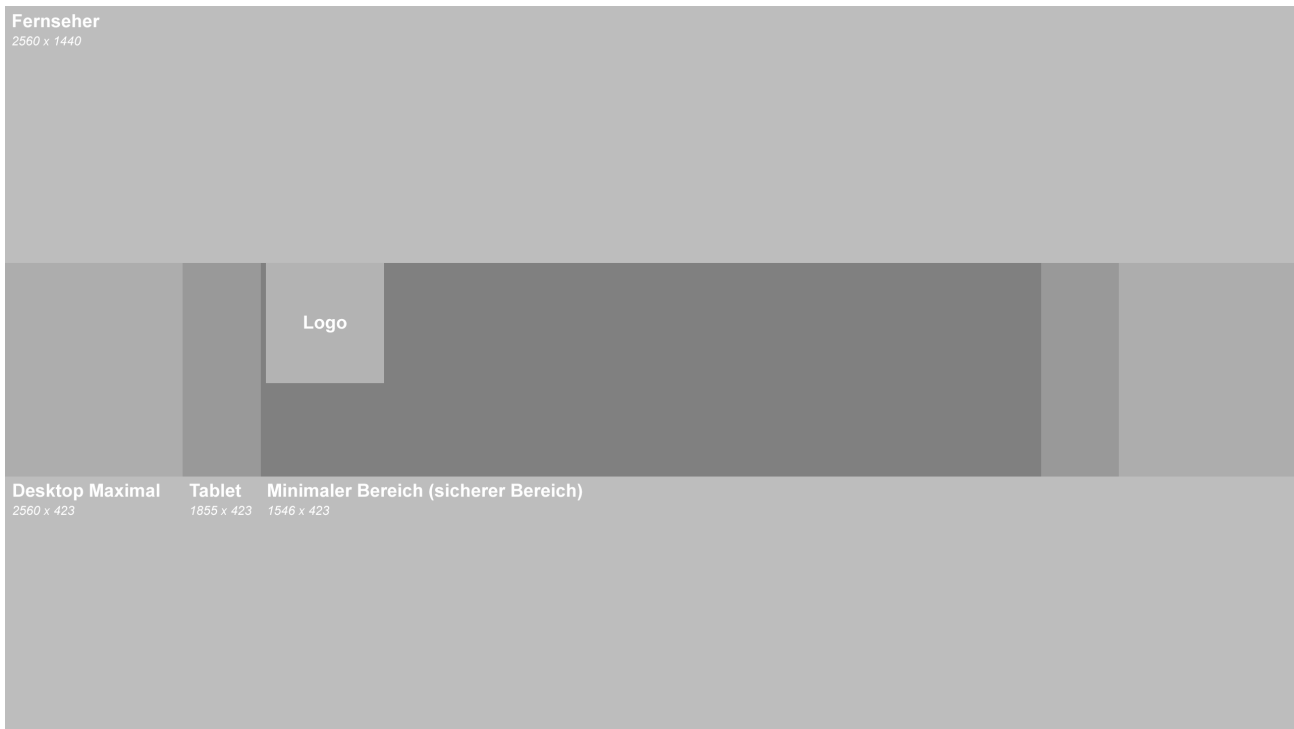 Fernseher
2560 x 1440
Logo
Desktop Maximal
2560 x 423
Tablet
1855 x 423
Minimaler Bereich (sicherer Bereich)
1546 x 423